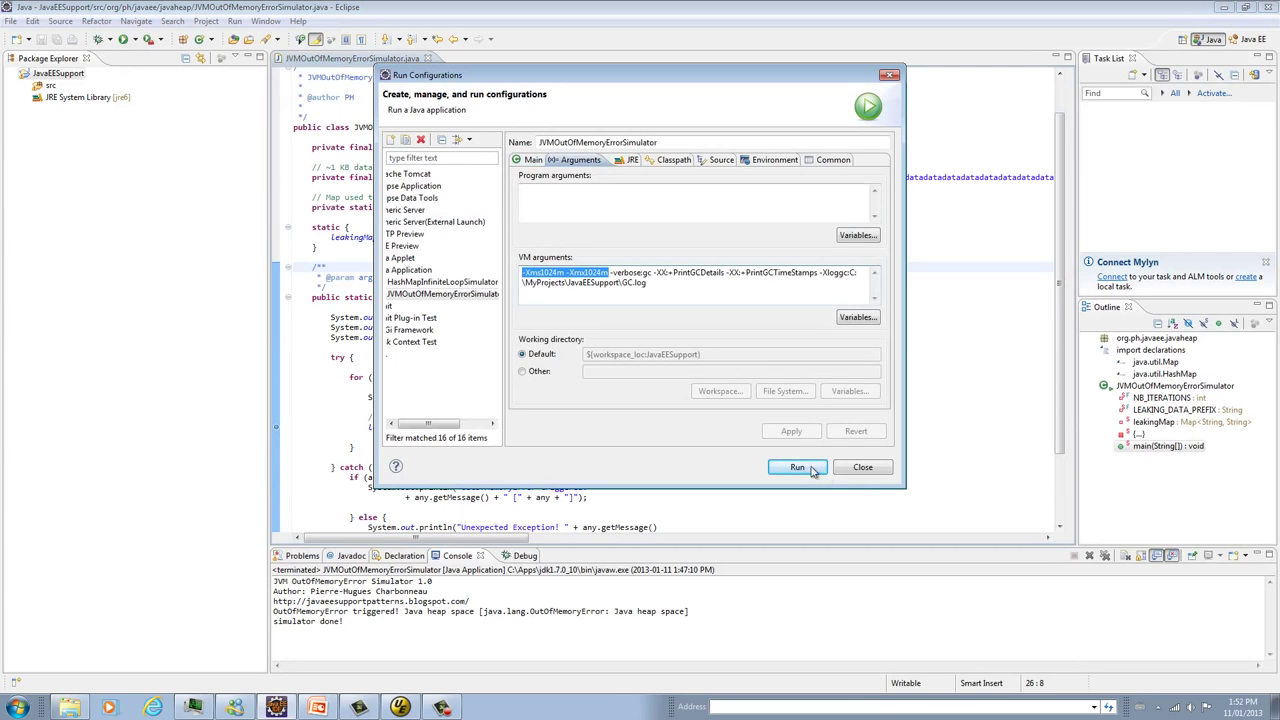 Java - JavaEESupport/src/org/ph/javaee/javaheap/JVMOutOfMemoryErrorSimulator.java - Eclipse
File Edit Source Refactor Navigate Search Project Run Window Help
Java Java EE
Package Explorer
JavaEESupport
src
JRE System Library [jre6]
JVMOutOfMemoryErrorSimulator.java
* JVMOutOfMemory
*
* @author PH
*
*/
public class JVMO
private final
// ~1 KB data
private final
datadatadatadatadatadatadatadata
// Map used t
private stati
static {
leakingMa
}
/**
* @param arg
*/
public static
System.ou
System.ou
System.ou
try {
for (
S
/
L
}
} catch (
if (a
+ any.getMessage() + " [" + any + "]");
} else {
System.out.println("Unexpected Exception! " + any.getMessage()
Run Configurations
Create, manage, and run configurations
Run a Java application
type filter text
ache Tomcat
pse Application
pse Data Tools
neric Server
neric Server(External Launch)
TP Preview
E Preview
a Applet
a Application
HashMapInfiniteLoopSimulator
JVMOutOfMemoryErrorSimulat
it
it Plug-in Test
Gi Framework
k Context Test
Filter matched 16 of 16 items
Name: JVMOutOfMemoryErrorSimulator
Main Arguments JRE Classpath Source Environment Common
Program arguments:
Variables...
VM arguments:
-Xms1024m -Xmx1024m -verbose:gc -XX:+PrintGCDetails -XX:+PrintGCTimeStamps -Xloggc:C:
\MyProjects\JavaEESupport\GC.log
Variables...
Working directory:
Default: ${workspace_loc:JavaEESupport}
Other:
Workspace... File System... Variables...
Apply Revert
Run Close
Task List
Find All Activate...
Connect Mylyn
Connect to your task and ALM tools or create a
local task.
Outline
org.ph.javaee.javaheap
import declarations
java.util.Map
java.util.HashMap
JVMOutOfMemoryErrorSimulator
NB_ITERATIONS : int
LEAKING_DATA_PREFIX : String
leakingMap : Map<String, String>
{...}
main(String[]) : void
Problems Javadoc Declaration Console Debug
<terminated> JVMOutOfMemoryErrorSimulator [Java Application] C:\Apps\jdk1.7.0_10\bin\javaw.exe (2013-01-11 1:47:10 PM)
JVM OutOfMemoryError Simulator 1.0
Author: Pierre-Hugues Charbonneau
http://javaeesupportpatterns.blogspot.com/
OutOfMemoryError triggered! Java heap space [java.lang.OutOfMemoryError: Java heap space]
simulator done!
Writable Smart Insert 26 : 8
Address
1:52 PM
11/01/2013